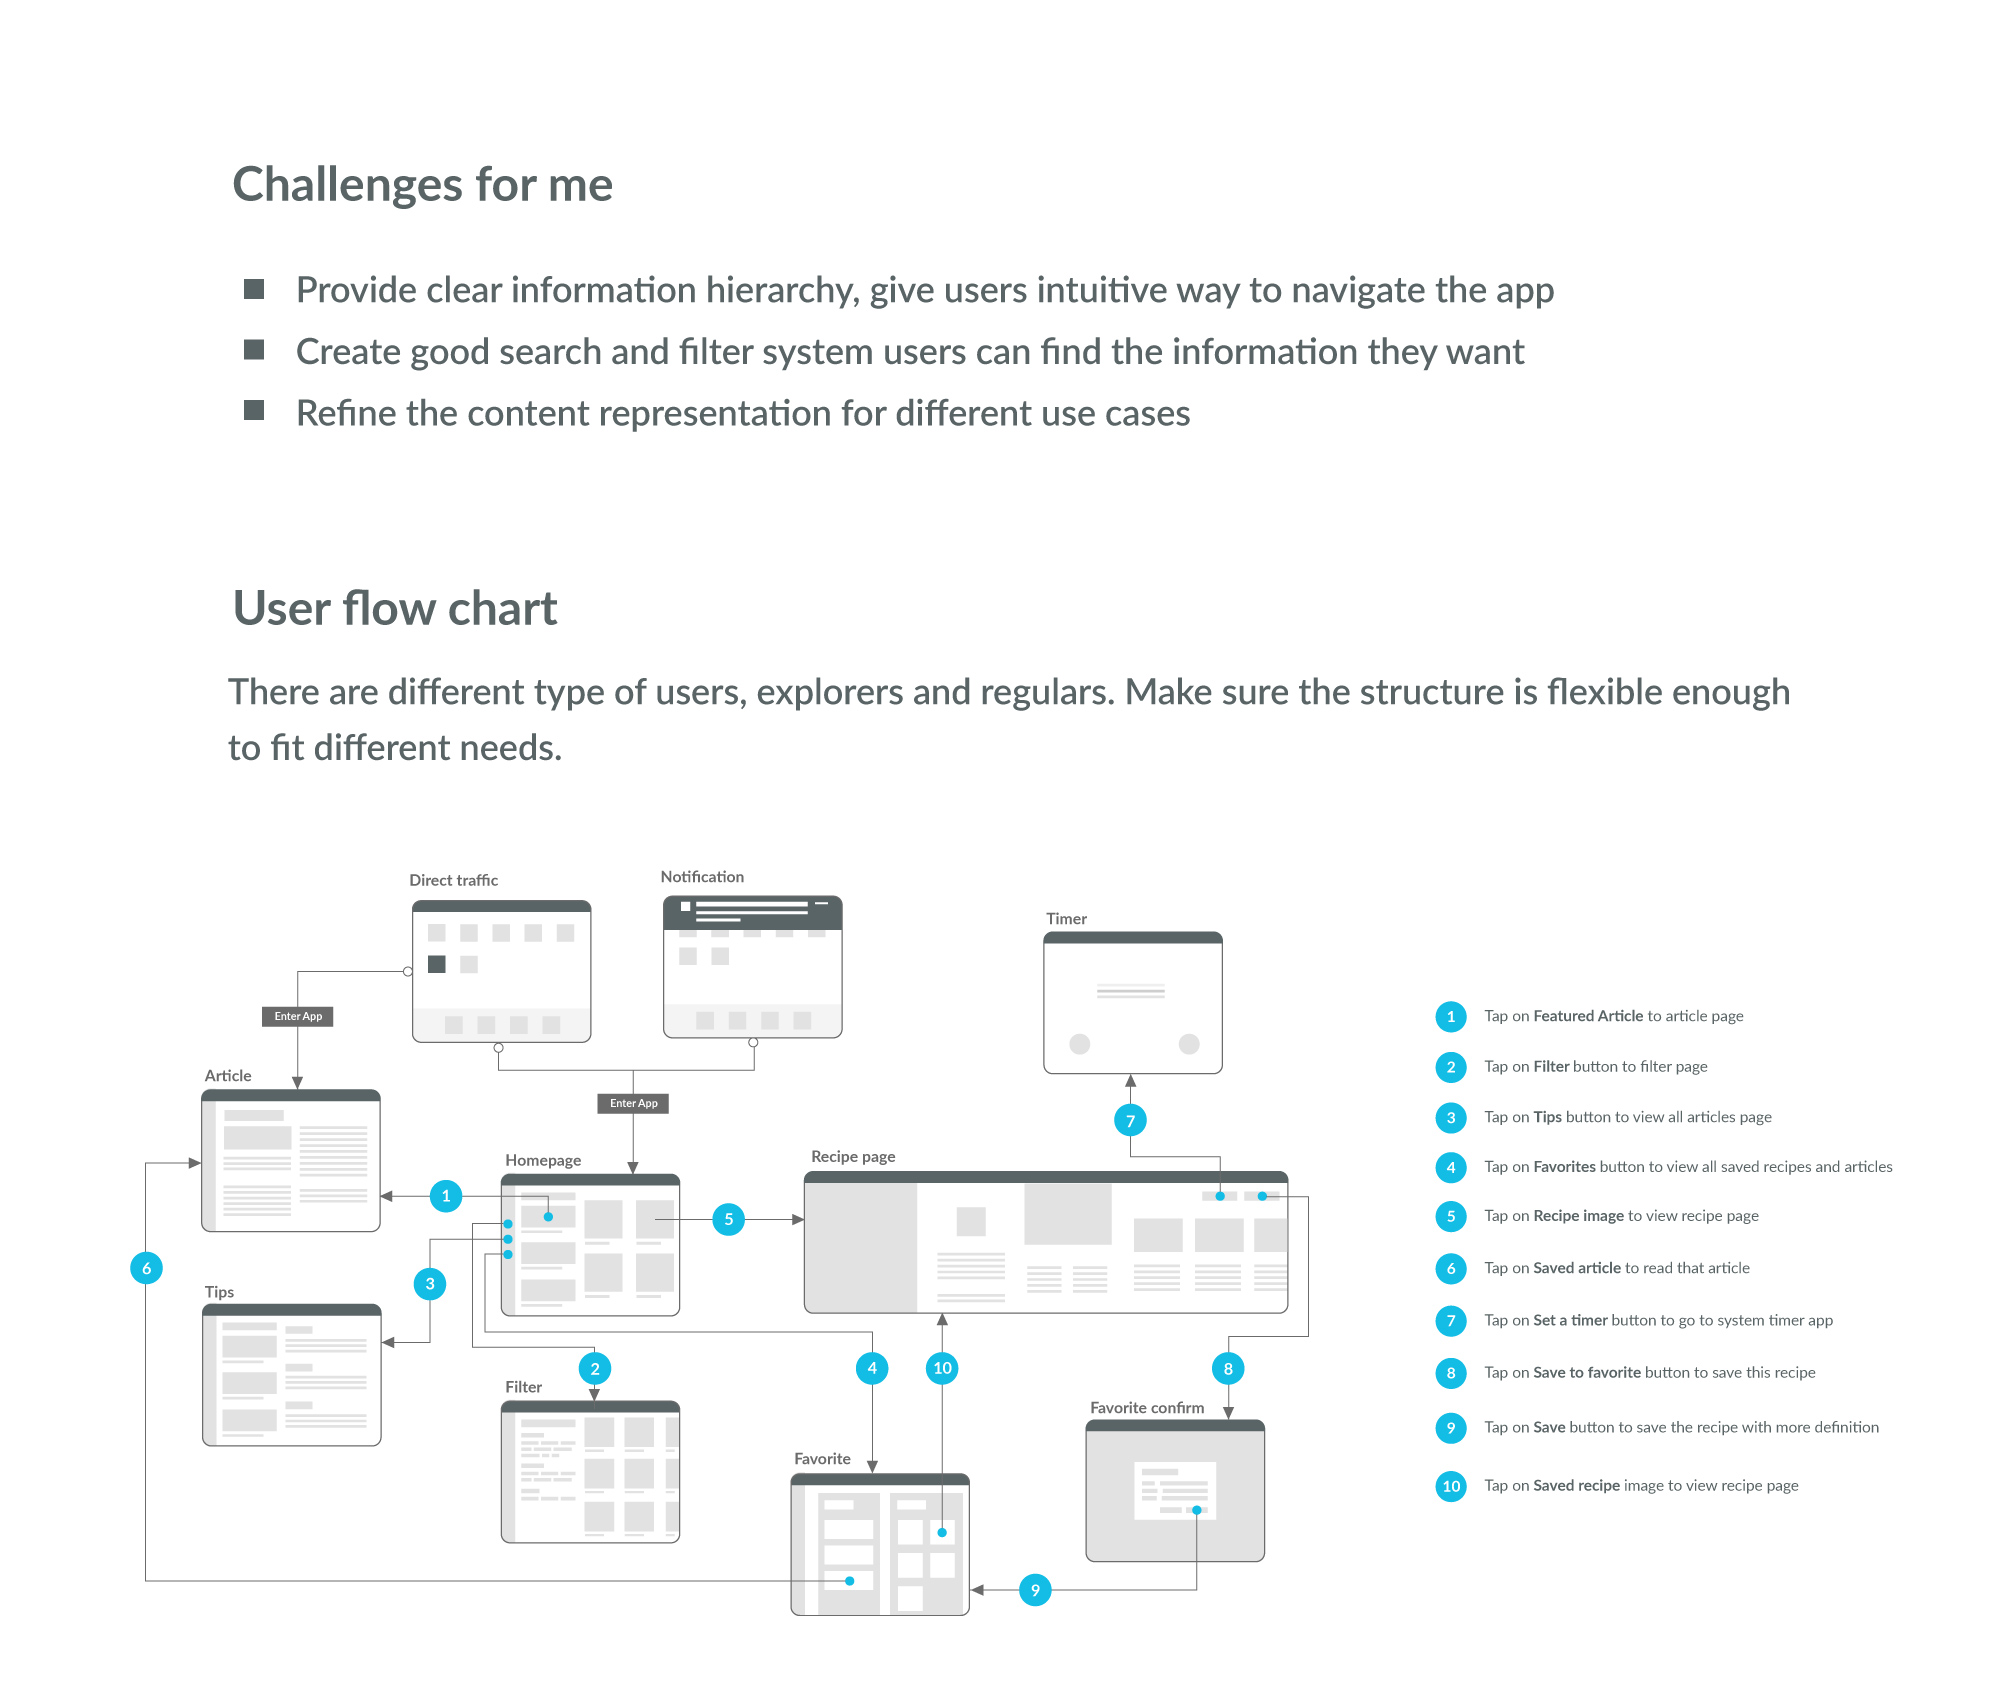 Challenges for me
Provide clear information hierarchy, give users intuitive way to navigate the app
Create good search and filter system users can find the information they want
Refine the content representation for different use cases
User flow chart
There are different type of users, explorers and regulars. Make sure the structure is flexible enough
to fit different needs.
Direct traffic
Notification
Timer
Enter App
Article
Enter App
7
Homepage
Recipe page
1
5
6
3
Tips
2
4
10
8
Filter
Favorite confirm
Favorite
9
1 Tap on Featured Article to article page
2 Tap on Filter button to filter page
3 Tap on Tips button to view all articles page
4 Tap on Favorites button to view all saved recipes and articles
5 Tap on Recipe image to view recipe page
6 Tap on Saved article to read that article
7 Tap on Set a timer button to go to system timer app
8 Tap on Save to favorite button to save this recipe
9 Tap on Save button to save the recipe with more definition
10 Tap on Saved recipe image to view recipe page